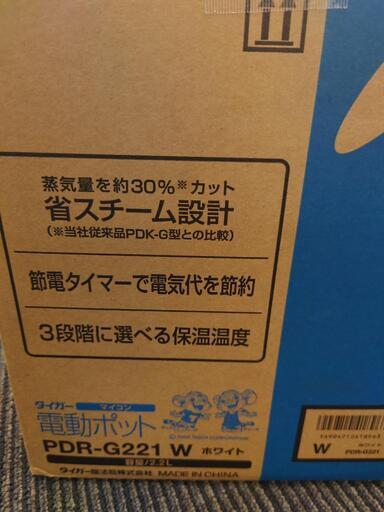 蒸気量を約30%※カット
省スチーム設計
(※当社従来品PDK-G型との比較)
節電タイマーで電気代を節約
3段階に選べる保温温度
タイガー マイコン
電動ポット
PDR-G221 W ホワイト
容量/2.2L
タイガー魔法瓶株式会社 MADE IN CHINA
ホワイト
W PDR-G221